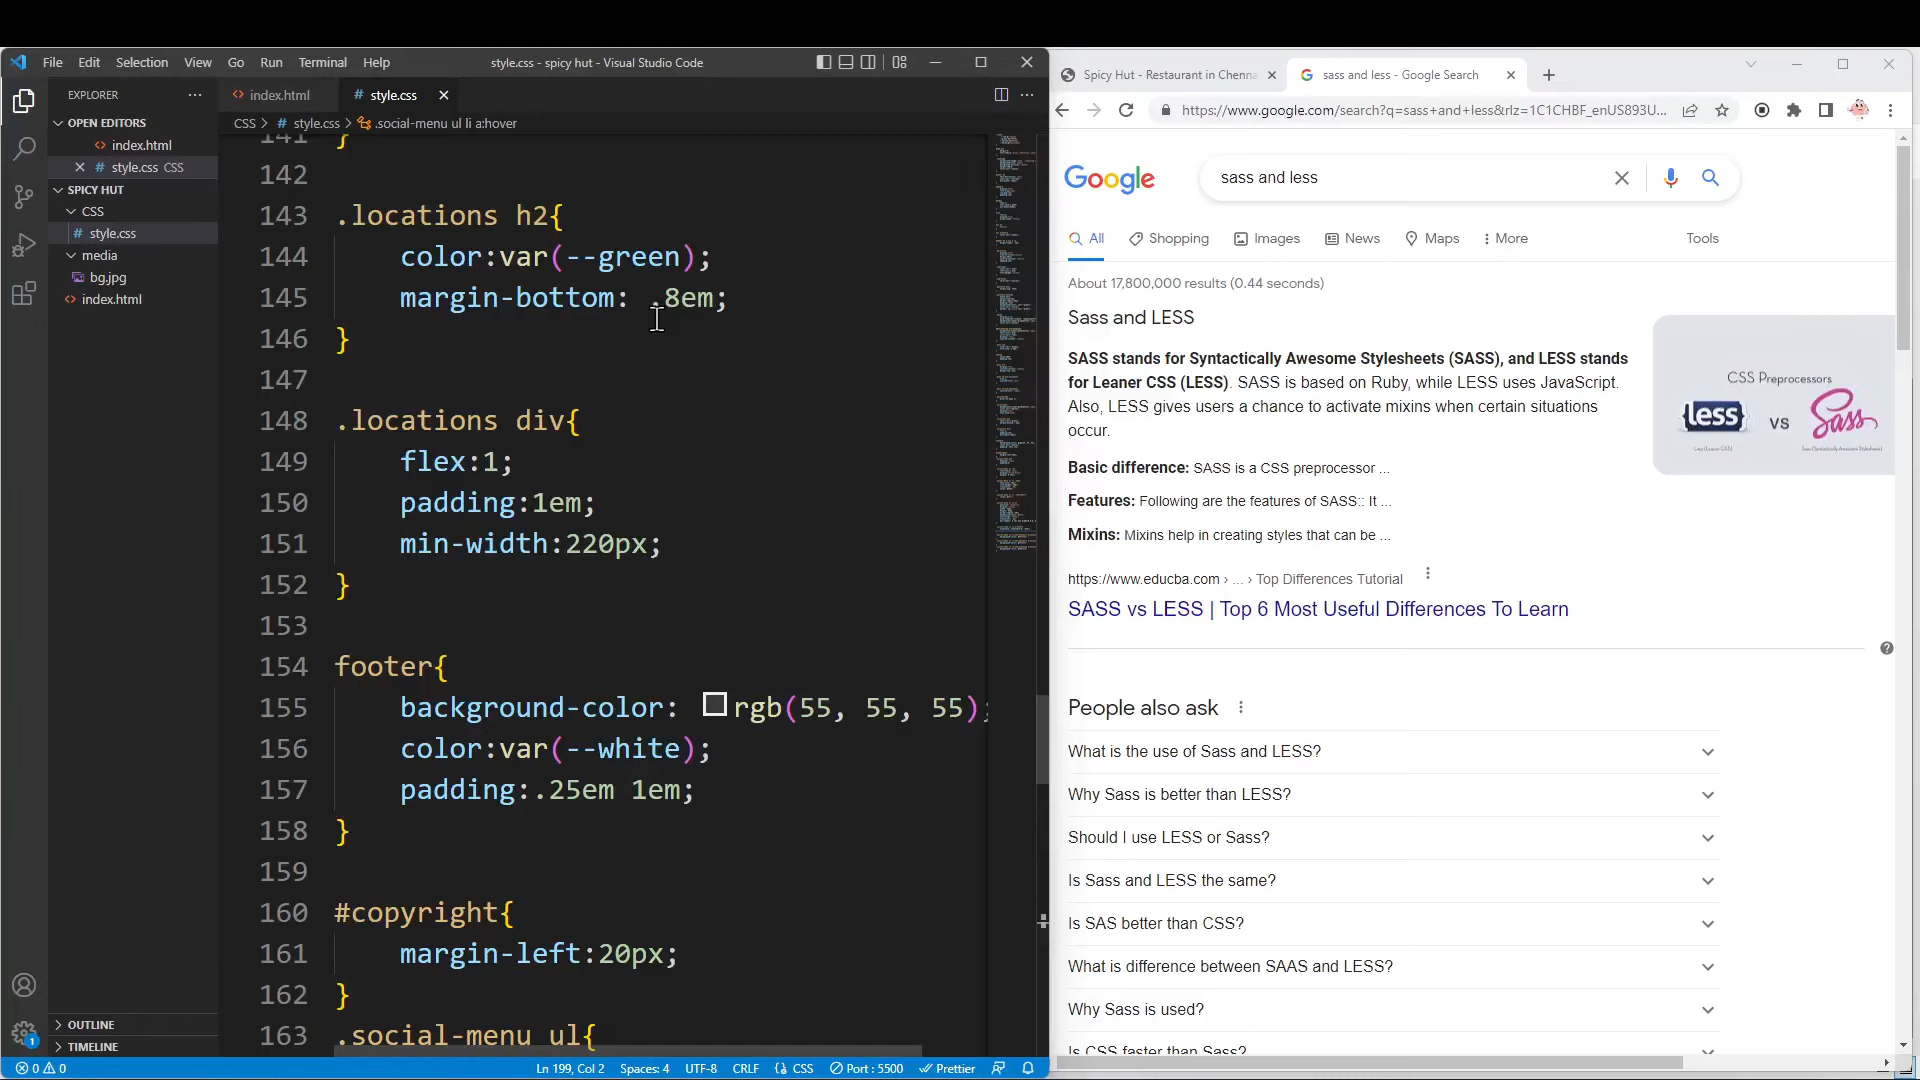 File Edit Selection View Go Run Terminal Help
style.css - spicy hut - Visual Studio Code
EXPLORER
OPEN EDITORS
index.html
style.css CSS
SPICY HUT
CSS
style.css
media
bg.jpg
index.html
OUTLINE
TIMELINE
index.html style.css
CSS > style.css > .social-menu ul li a:hover
141 }
142
143 .locations h2{
144 color:var(--green);
145 margin-bottom: .8em;
146 }
147
148 .locations div{
149 flex:1;
150 padding:1em;
151 min-width:220px;
152 }
153
154 footer{
155 background-color: rgb(55, 55, 55);
156 color:var(--white);
157 padding:.25em 1em;
158 }
159
160 #copyright{
161 margin-left:20px;
162 }
163 .social-menu ul{
1
0 0 Ln 199, Col 2 Spaces: 4 UTF-8 CRLF {} CSS Port : 5500 Prettier
Spicy Hut - Restaurant in Chenna
sass and less - Google Search
https://www.google.com/search?q=sass+and+less&rlz=1C1CHBF_enUS893U...
Google
sass and less
All Shopping Images News Maps More Tools
About 17,800,000 results (0.44 seconds)
Sass and LESS
SASS stands for Syntactically Awesome Stylesheets (SASS), and LESS stands
for Leaner CSS (LESS). SASS is based on Ruby, while LESS uses JavaScript.
Also, LESS gives users a chance to activate mixins when certain situations
occur.
CSS Preprocessors
less vs Sass
Basic difference: SASS is a CSS preprocessor ...
Features: Following are the features of SASS:: It ...
Mixins: Mixins help in creating styles that can be ...
https://www.educba.com › ... › Top Differences Tutorial
SASS vs LESS | Top 6 Most Useful Differences To Learn
People also ask
What is the use of Sass and LESS?
Why Sass is better than LESS?
Should I use LESS or Sass?
Is Sass and LESS the same?
Is SAS better than CSS?
What is difference between SAAS and LESS?
Why Sass is used?
Is CSS faster than Sass?